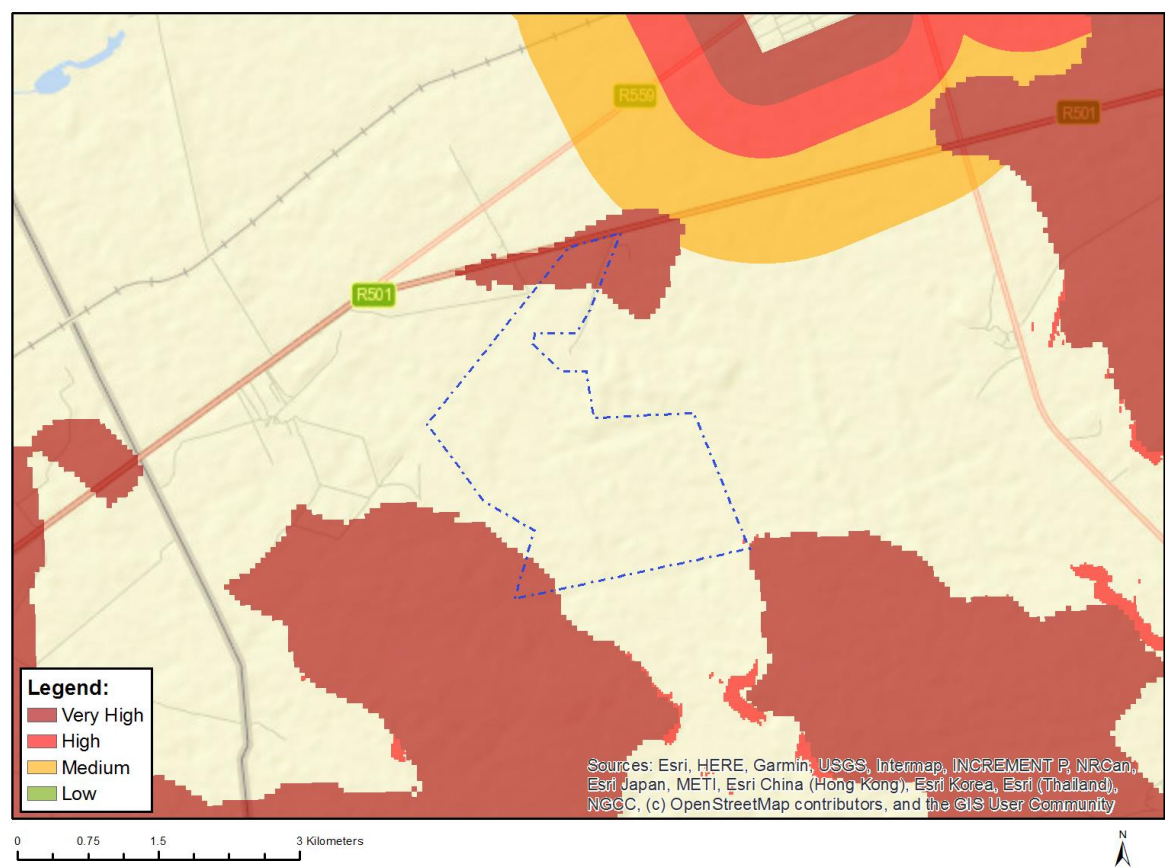 R559
R501
R501
Legend:
Very High
High
Medium
Low
Sources: Esri, HERE, Garmin, USGS, Intermap, INCREMENT P, NRCan,
Esri Japan, METI, Esri China (Hong Kong), Esri Korea, Esri (Thailand),
NGCC, (c) OpenStreetMap contributors, and the GIS User Community
0 0.75 1.5 3 Kilometers
N